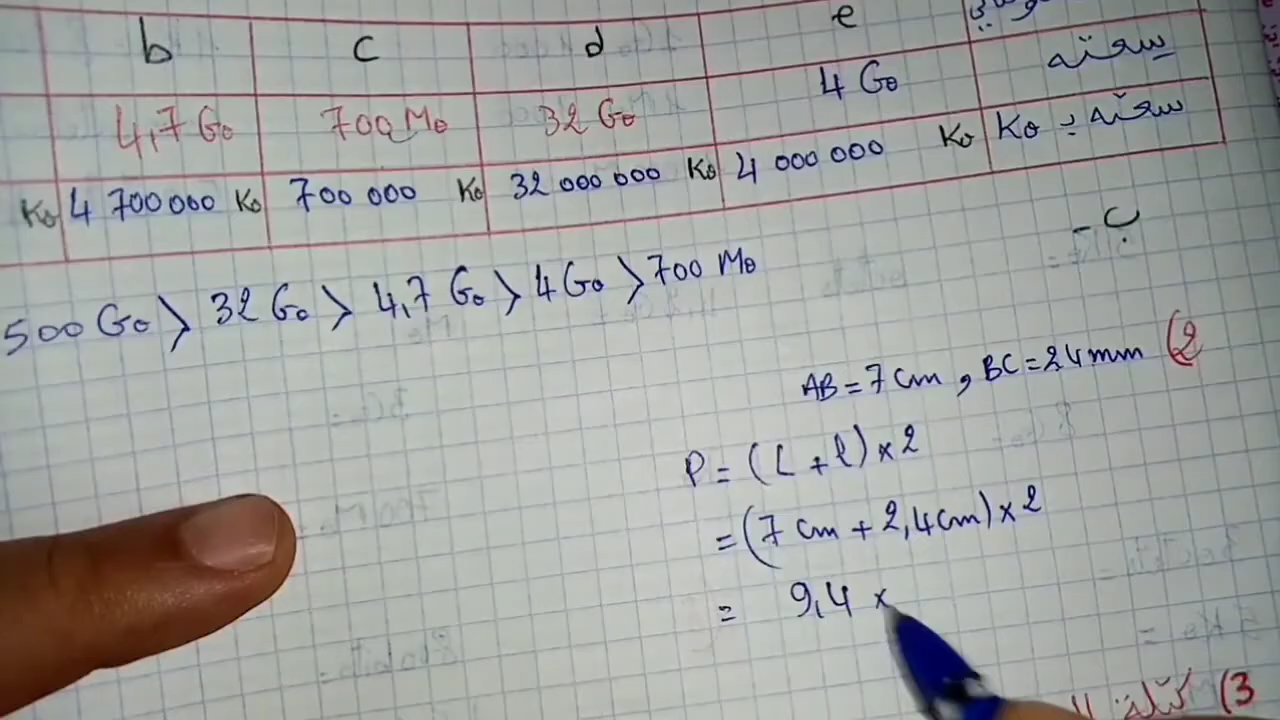 b c d e
4,7 Go 700 Mo 32 Go 4 Go سعته
Ko 4 700 000 Ko 700 000 Ko 32 000 000 Ko 4 000 000 Ko سعته بـ Ko
ب -
500 Go > 32 Go > 4,7 Go > 4 Go > 700 Mo
2) AB = 7 cm , BC = 24 mm
P = (L + l) × 2
= (7 cm + 2,4 cm) × 2
= 9,4 ×
3) كتلة